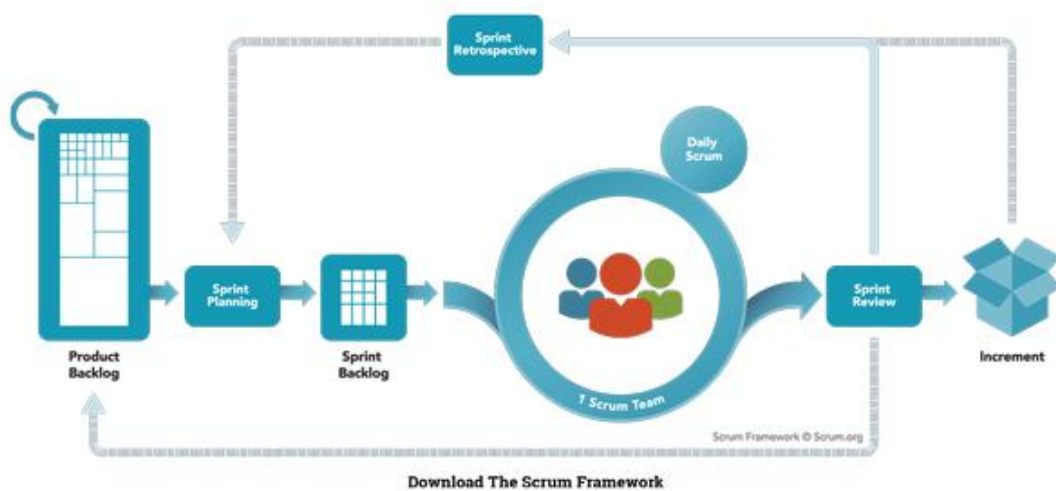 Sprint
Retrospective
Daily
Scrum
Sprint
Planning
Sprint
Review
Product
Backlog
Sprint
Backlog
Increment
1 Scrum Team
Scrum Framework © Scrum.org
Download The Scrum Framework